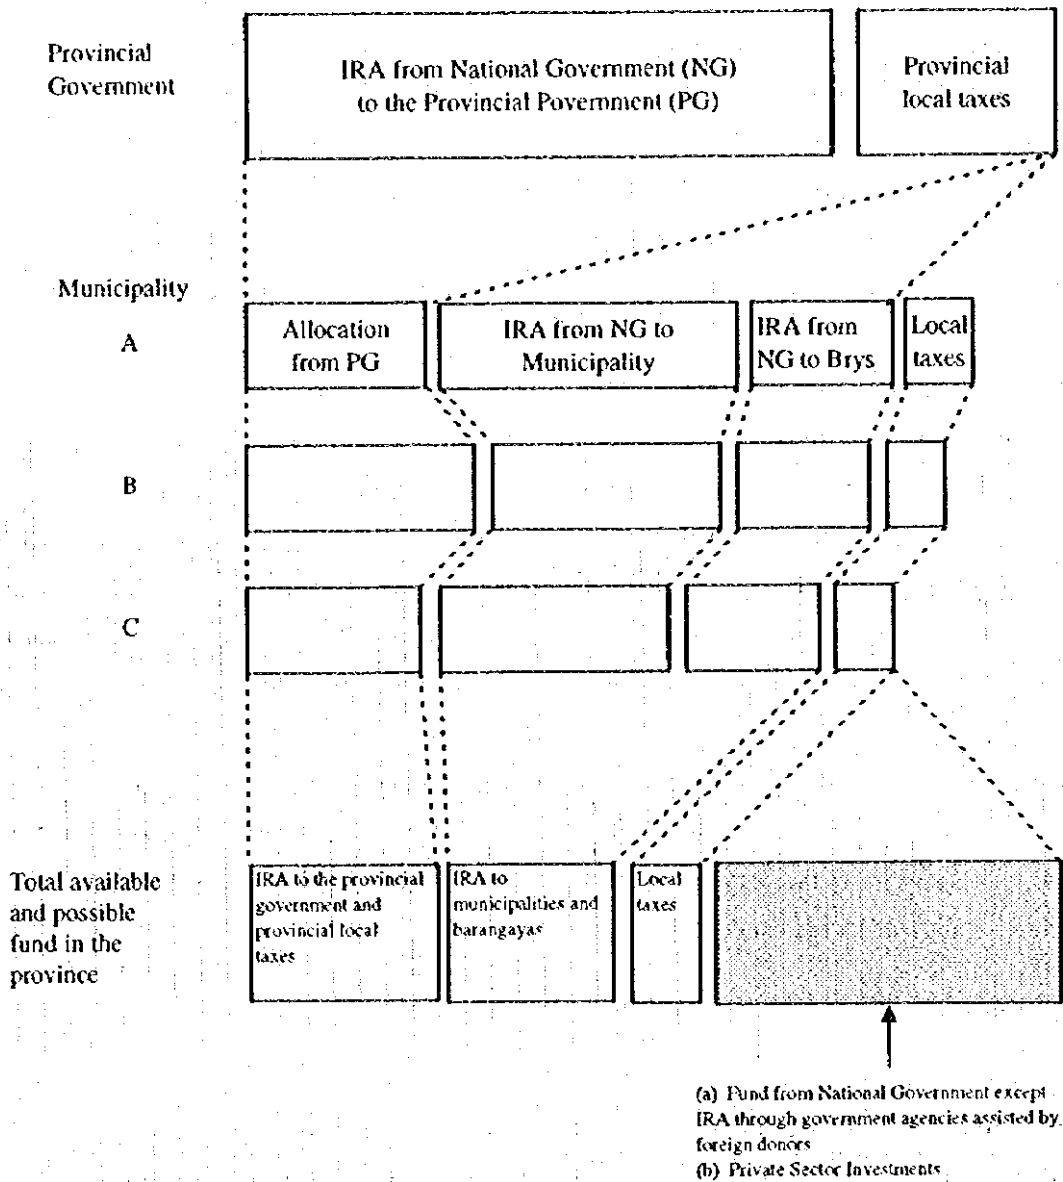 Provincial
Government
IRA from National Government (NG)
to the Provincial Povernment (PG)
Provincial
local taxes
Municipality
A
Allocation
from PG
IRA from NG to
Municipality
IRA from
NG to Brys
Local
taxes
B
C
Total available
and possible
fund in the
province
IRA to the provincial
government and
provincial local
taxes
IRA to
municipalities and
barangayas
Local
taxes
(a) Fund from National Government except
IRA through government agencies assisted by
foreign donors
(b) Private Sector Investments